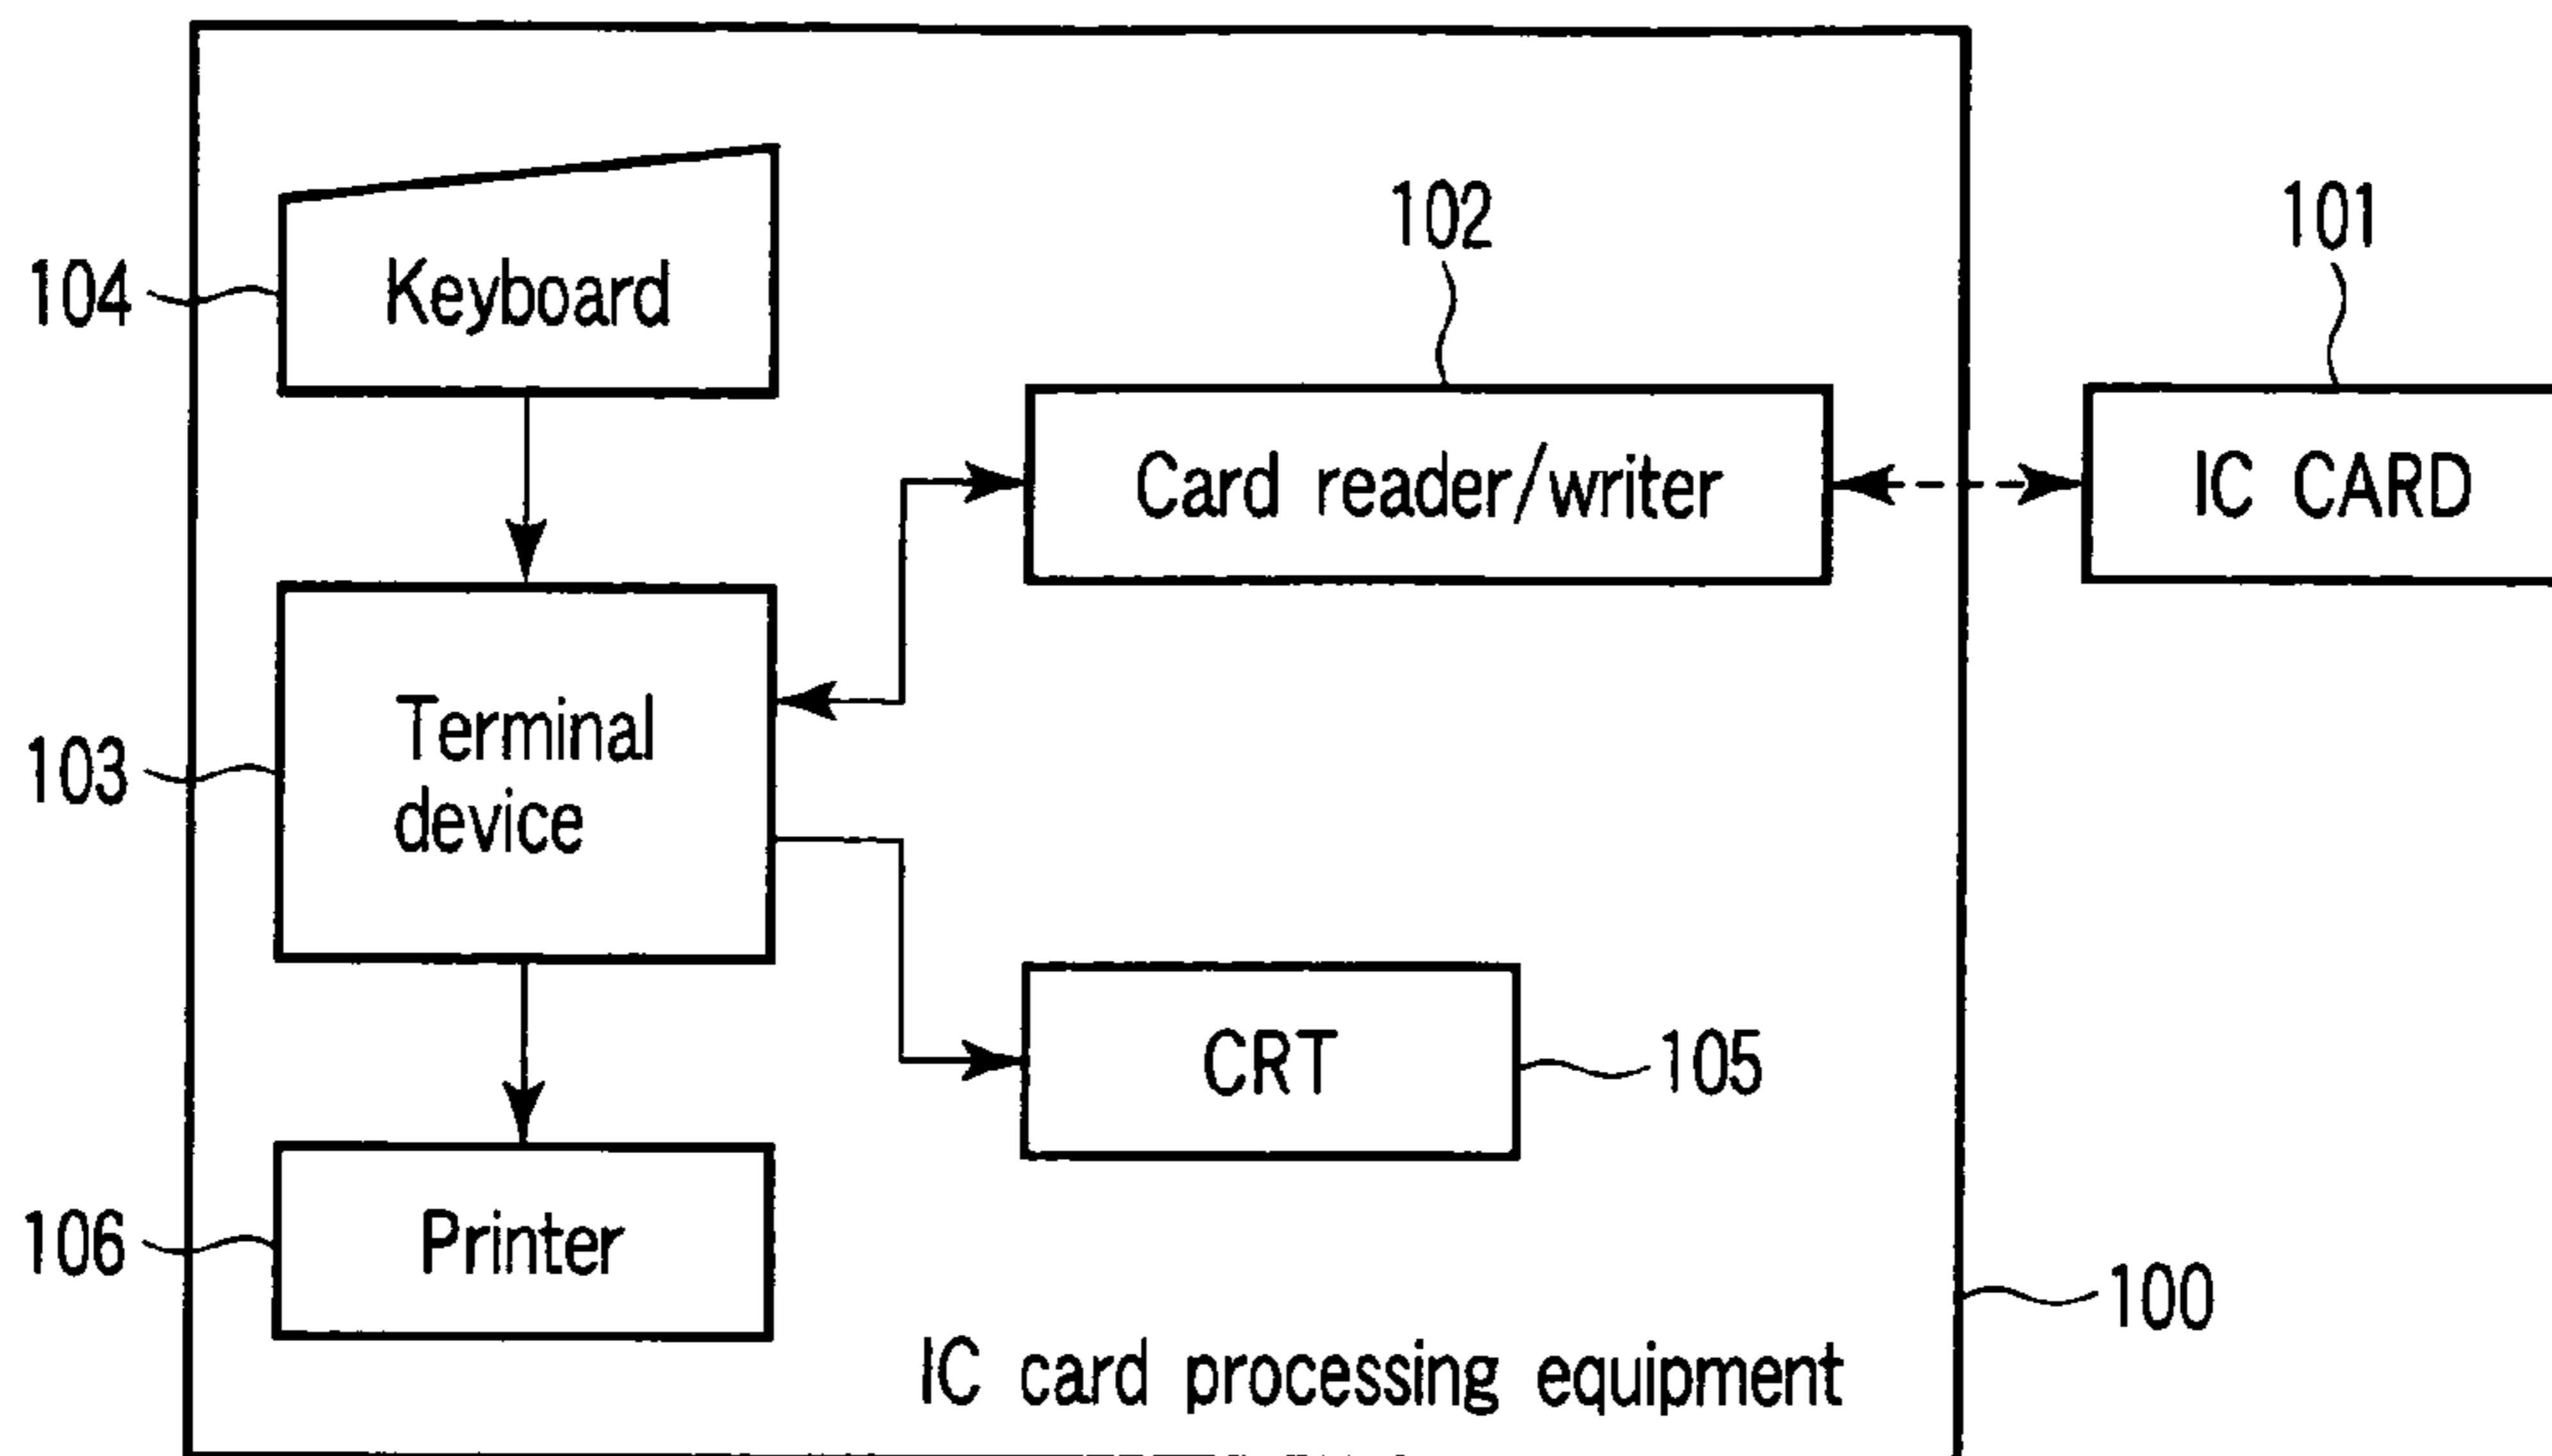 104
Keyboard
102
101
Card reader/writer
IC CARD
103
Terminal
device
CRT
105
106
Printer
100
IC card processing equipment